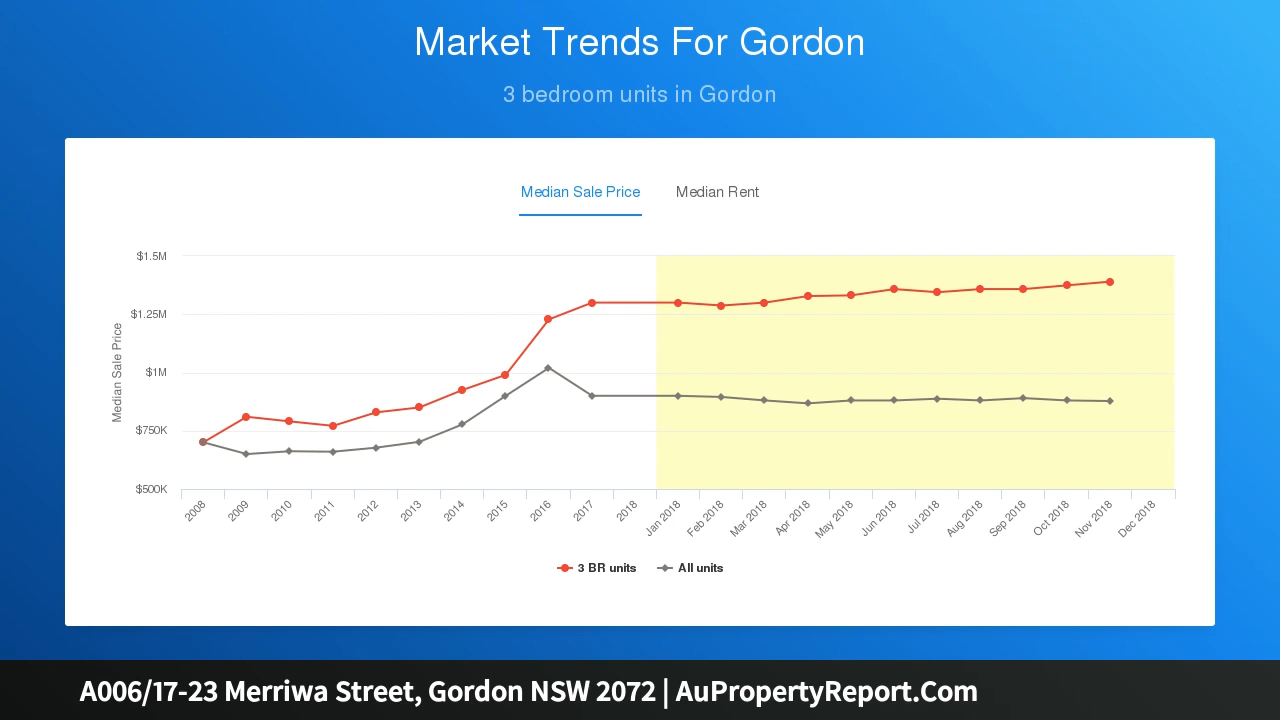 Market Trends For Gordon
3 bedroom units in Gordon
Median Sale Price Median Rent
$1.5M
$1.25M
$1M
$750K
$500K
Median Sale Price
2008 2009 2010 2011 2012 2013 2014 2015 2016 2017 2018 Jan 2018 Feb 2018 Mar 2018 Apr 2018 May 2018 Jun 2018 Jul 2018 Aug 2018 Sep 2018 Oct 2018 Nov 2018 Dec 2018
3 BR units All units
A006/17-23 Merriwa Street, Gordon NSW 2072 | AuPropertyReport.Com